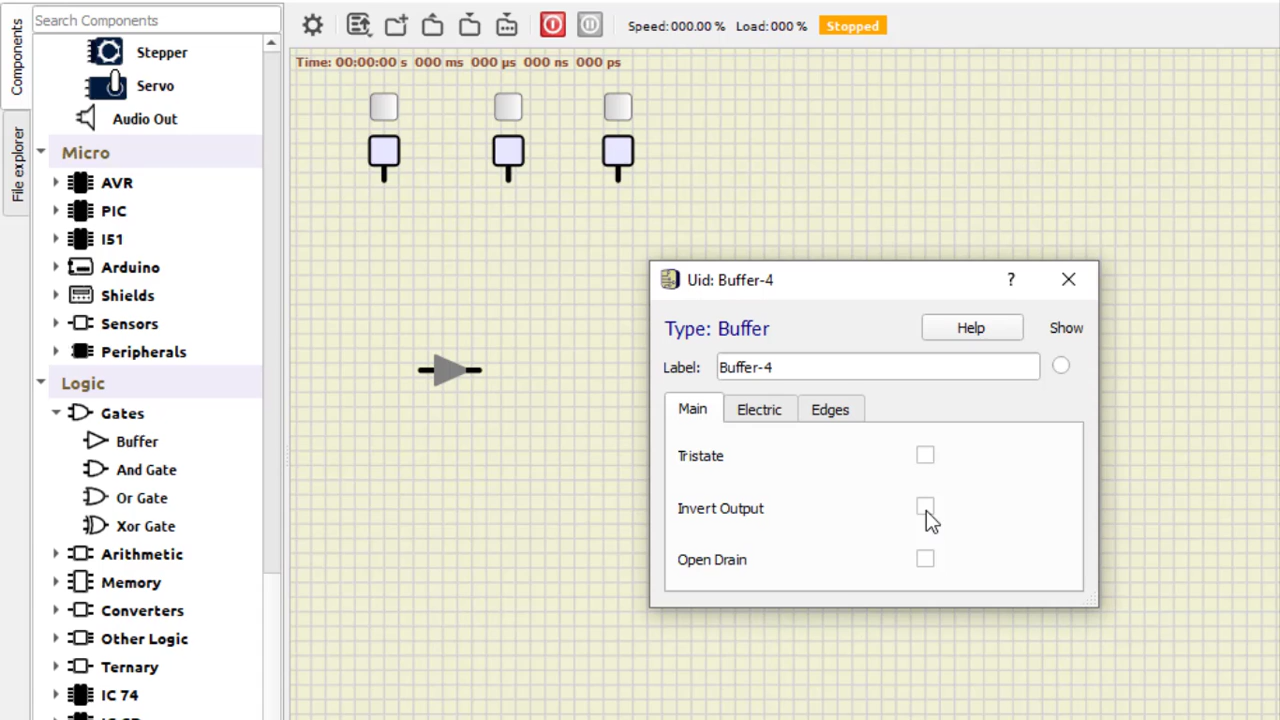 Components
File explorer
Search Components
Stepper
Servo
Audio Out
Micro
AVR
PIC
I51
Arduino
Shields
Sensors
Peripherals
Logic
Gates
Buffer
And Gate
Or Gate
Xor Gate
Arithmetic
Memory
Converters
Other Logic
Ternary
IC 74
Speed: 000.00 % Load: 000 % Stopped
Time: 00:00:00 s 000 ms 000 µs 000 ns 000 ps
Uid: Buffer-4 ?
Type: Buffer Help Show
Label: Buffer-4
Main Electric Edges
Tristate
Invert Output
Open Drain